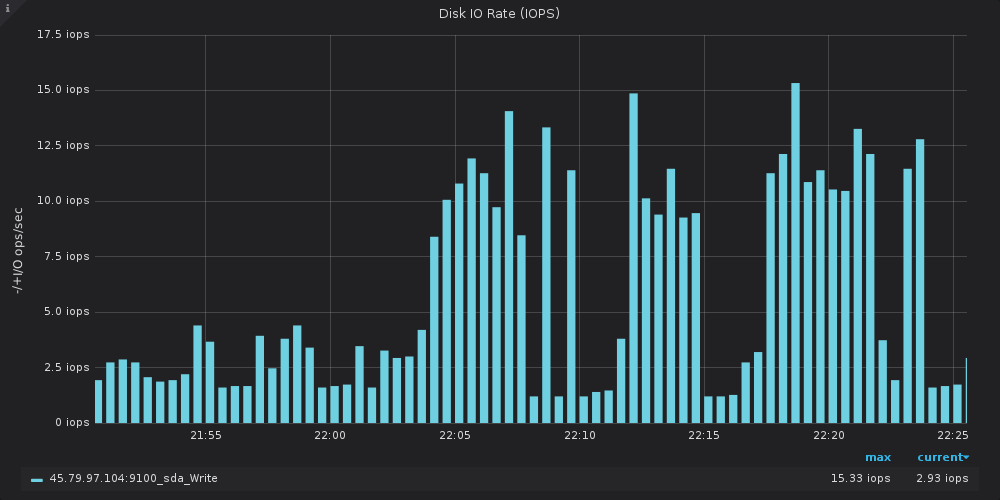 i
Disk IO Rate (IOPS)
17.5 iops
15.0 iops
12.5 iops
10.0 iops
7.5 iops
5.0 iops
2.5 iops
0 iops
-/+I/O ops/sec
21:55 22:00 22:05 22:10 22:15 22:20 22:25
max current
45.79.97.104:9100_sda_Write 15.33 iops 2.93 iops